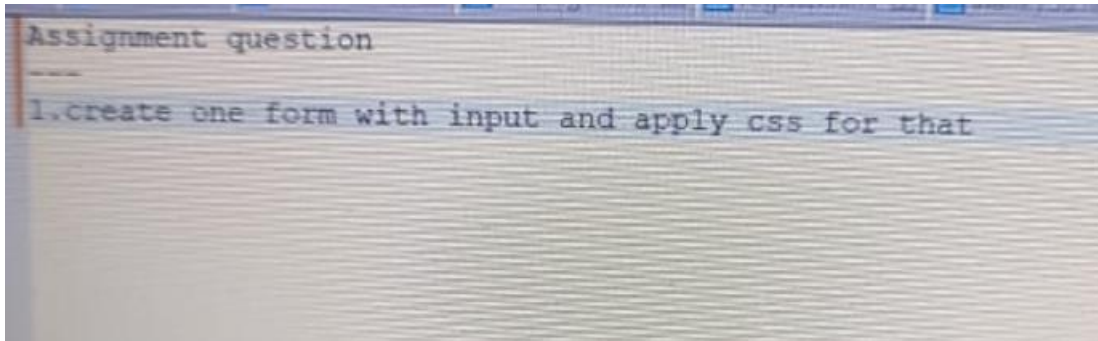 Assignment question
---
1.create one form with input and apply css for that